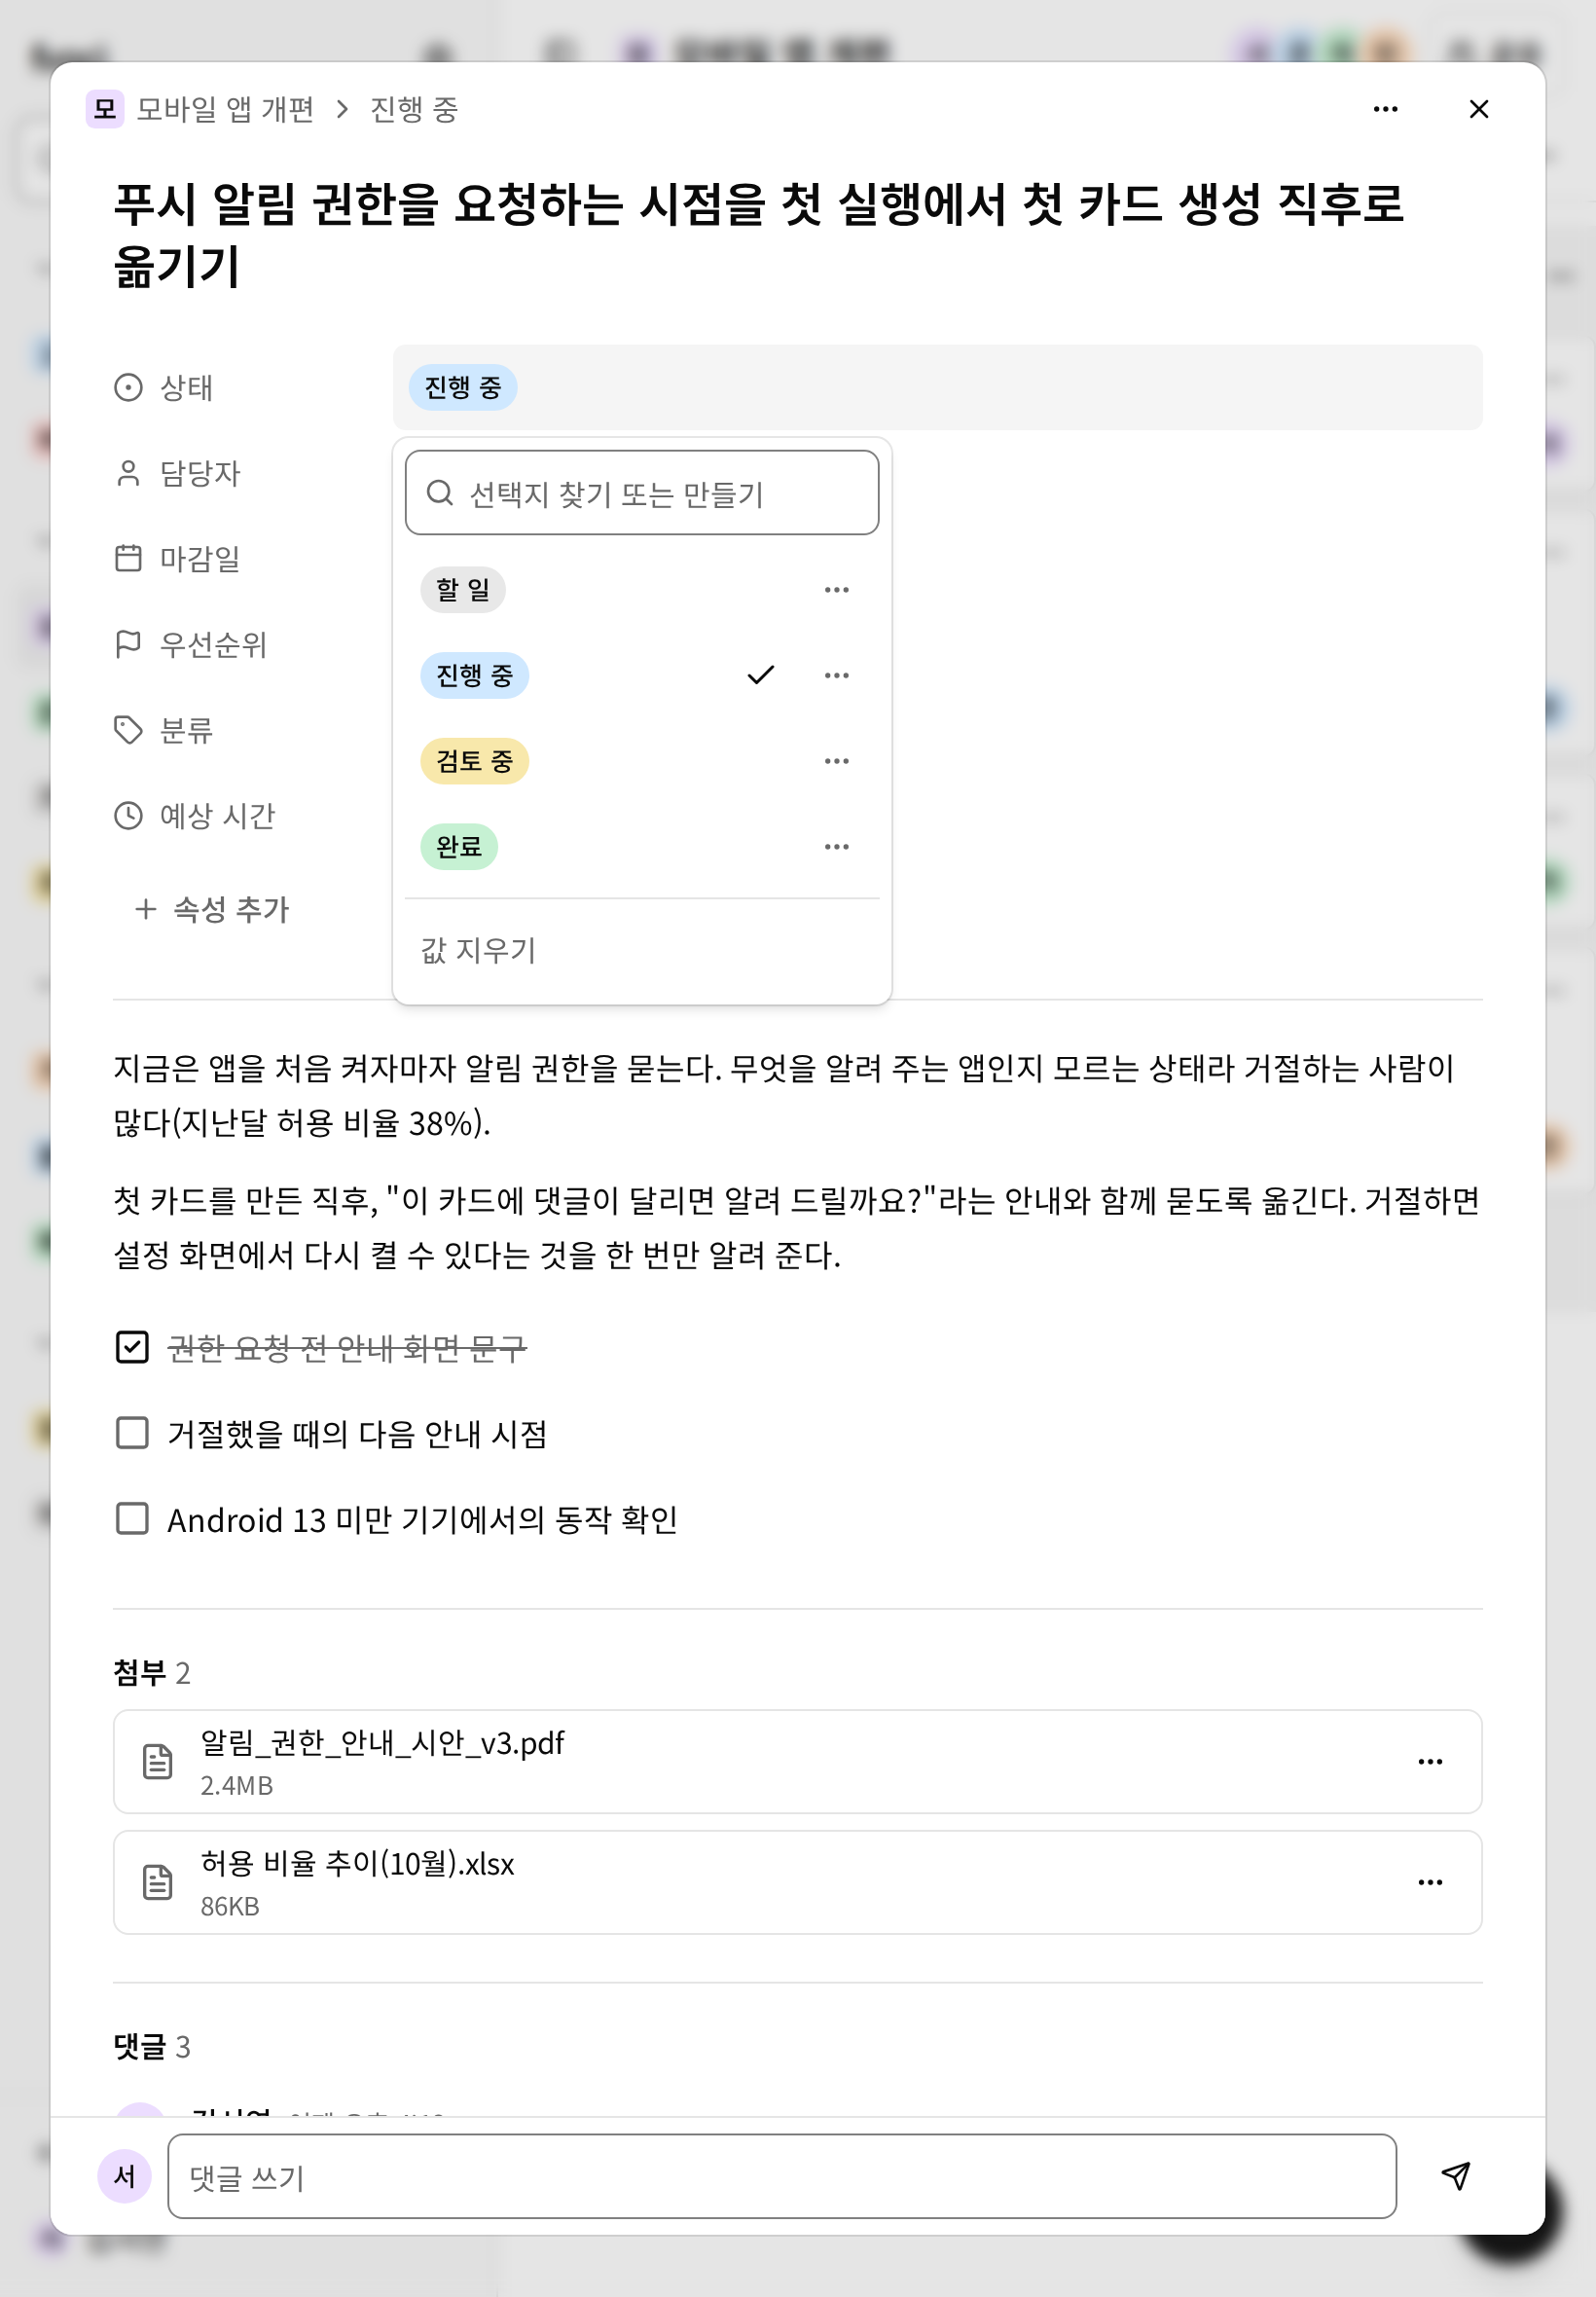 모 모바일 앱 개편 > 진행 중
푸시 알림 권한을 요청하는 시점을 첫 실행에서 첫 카드 생성 직후로
옮기기
상태
진행 중
담당자
마감일
우선순위
분류
예상 시간
속성 추가
선택지 찾기 또는 만들기
할 일
진행 중
검토 중
완료
값 지우기
지금은 앱을 처음 켜자마자 알림 권한을 묻는다. 무엇을 알려 주는 앱인지 모르는 상태라 거절하는 사람이
많다(지난달 허용 비율 38%).
첫 카드를 만든 직후, "이 카드에 댓글이 달리면 알려 드릴까요?"라는 안내와 함께 묻도록 옮긴다. 거절하면
설정 화면에서 다시 켤 수 있다는 것을 한 번만 알려 준다.
권한 요청 전 안내 화면 문구
거절했을 때의 다음 안내 시점
Android 13 미만 기기에서의 동작 확인
첨부 2
알림_권한_안내_시안_v3.pdf
2.4MB
허용 비율 추이(10월).xlsx
86KB
댓글 3
서
댓글 쓰기